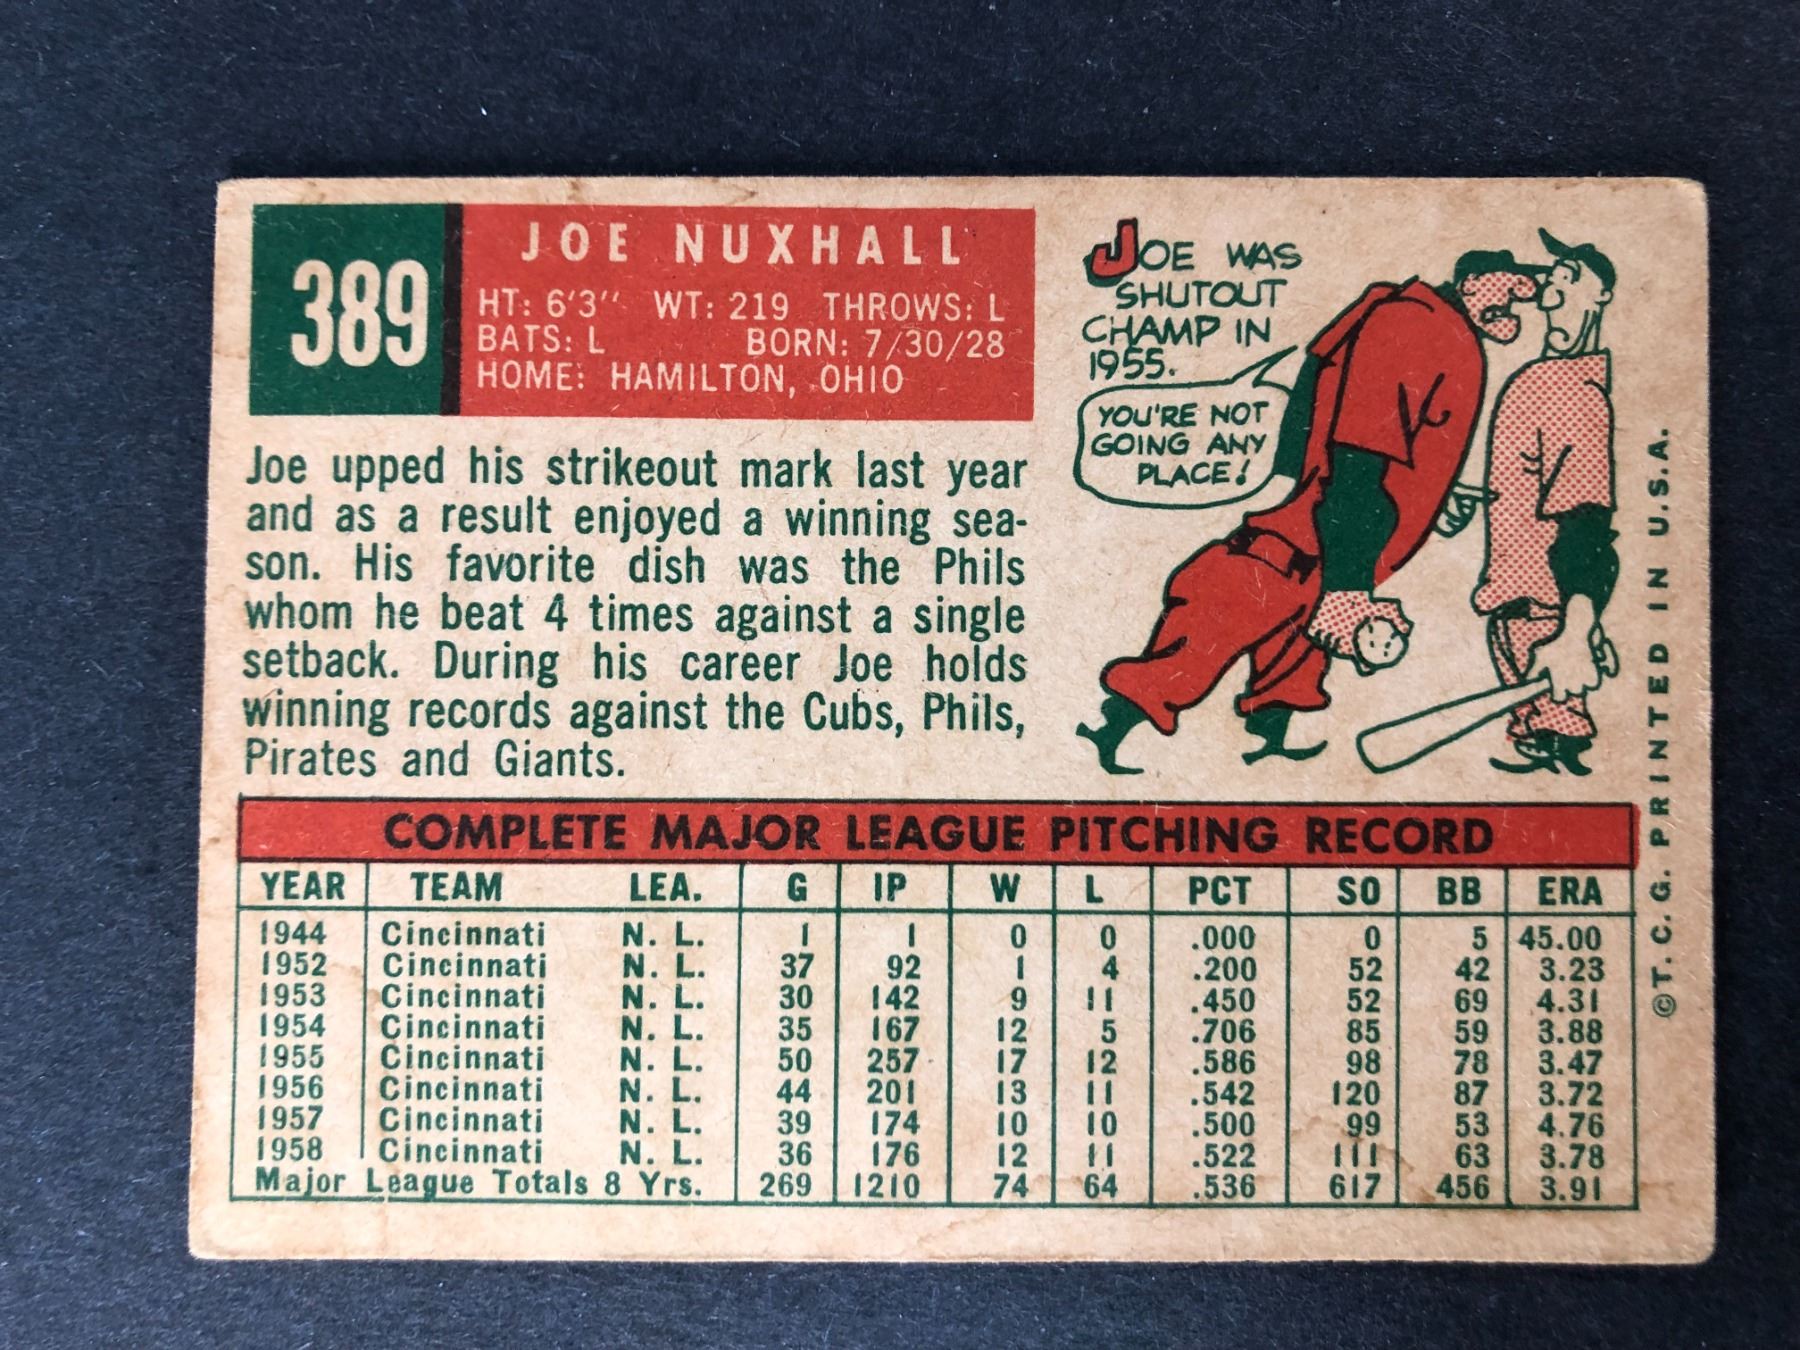 389
JOE NUXHALL
HT: 6'3" WT: 219 THROWS: L
BATS: L BORN: 7/30/28
HOME: HAMILTON, OHIO
Joe upped his strikeout mark last year
and as a result enjoyed a winning sea-
son. His favorite dish was the Phils
whom he beat 4 times against a single
setback. During his career Joe holds
winning records against the Cubs, Phils,
Pirates and Giants.
JOE WAS
SHUTOUT
CHAMP IN
1955.
YOU'RE NOT
GOING ANY
PLACE!
COMPLETE MAJOR LEAGUE PITCHING RECORD
YEAR TEAM LEA. G IP W L PCT SO BB ERA
1944 Cincinnati N. L. 1 1 0 0 .000 0 5 45.00
1952 Cincinnati N. L. 37 92 1 4 .200 52 42 3.23
1953 Cincinnati N. L. 30 142 9 11 .450 52 69 4.31
1954 Cincinnati N. L. 35 167 12 5 .706 85 59 3.88
1955 Cincinnati N. L. 50 257 17 12 .586 98 78 3.47
1956 Cincinnati N. L. 44 201 13 11 .542 120 87 3.72
1957 Cincinnati N. L. 39 174 10 10 .500 99 53 4.76
1958 Cincinnati N. L. 36 176 12 11 .522 111 63 3.78
Major League Totals 8 Yrs. 269 1210 74 64 .536 617 456 3.91
©T. C. G. PRINTED IN U.S.A.